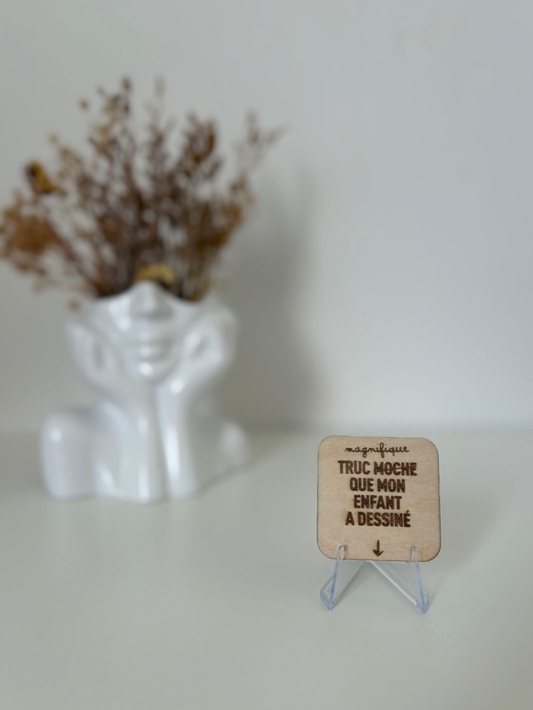 magnifique
TRUC MOCHE
QUE MON
ENFANT
A DESSINÉ